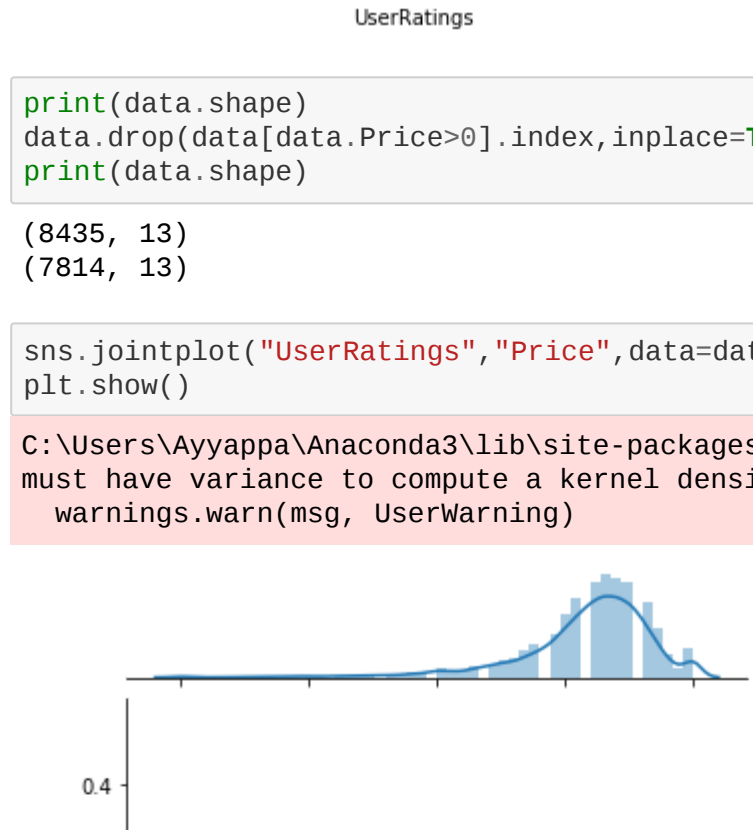 UserRatings
print(data.shape)
data.drop(data[data.Price>0].index,inplace=T
print(data.shape)
(8435, 13)
(7814, 13)
sns.jointplot("UserRatings","Price",data=dat
plt.show()
C:\Users\Ayyappa\Anaconda3\lib\site-packages
must have variance to compute a kernel densi
  warnings.warn(msg, UserWarning)
0.4